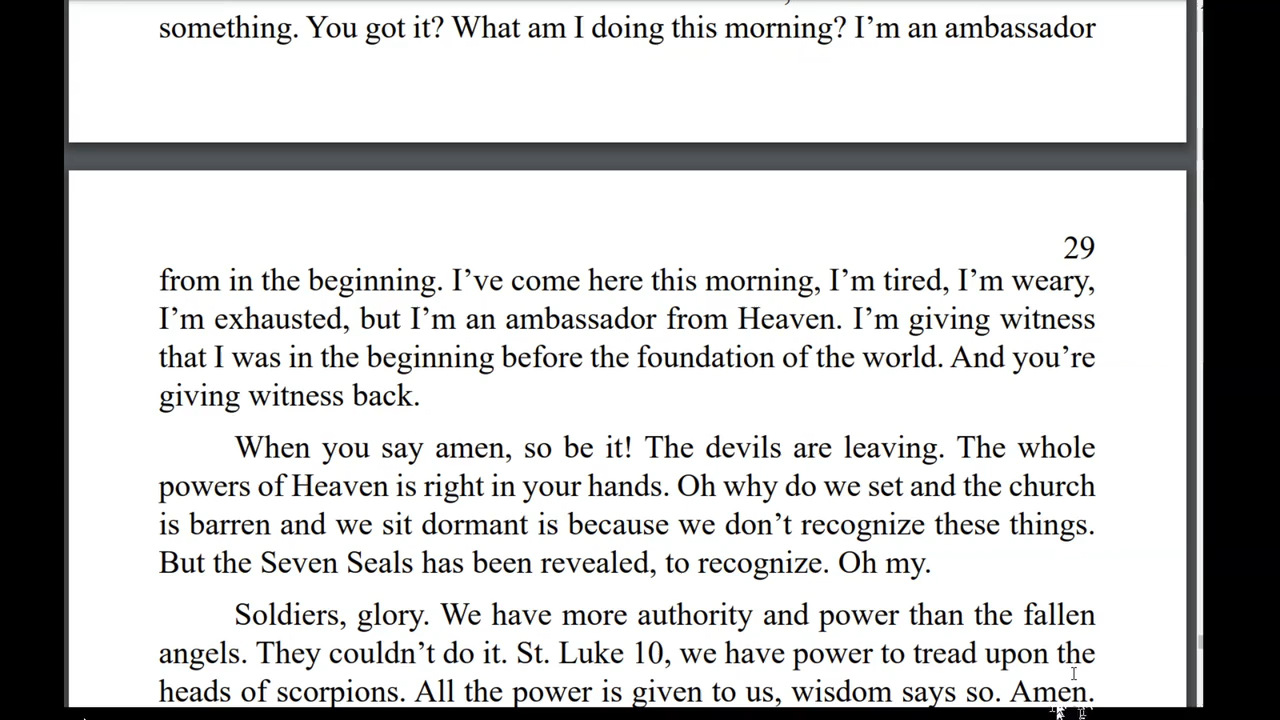 something. You got it? What am I doing this morning? I’m an ambassador
29
from in the beginning. I’ve come here this morning, I’m tired, I’m weary,
I’m exhausted, but I’m an ambassador from Heaven. I’m giving witness
that I was in the beginning before the foundation of the world. And you’re
giving witness back.
When you say amen, so be it! The devils are leaving. The whole
powers of Heaven is right in your hands. Oh why do we set and the church
is barren and we sit dormant is because we don’t recognize these things.
But the Seven Seals has been revealed, to recognize. Oh my.
Soldiers, glory. We have more authority and power than the fallen
angels. They couldn’t do it. St. Luke 10, we have power to tread upon the
heads of scorpions. All the power is given to us, wisdom says so. Amen.